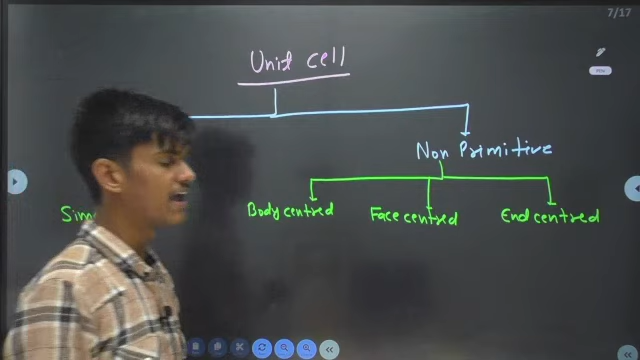 7/17
Unit cell
Non Primitive
Body centred
Face centred
End centred